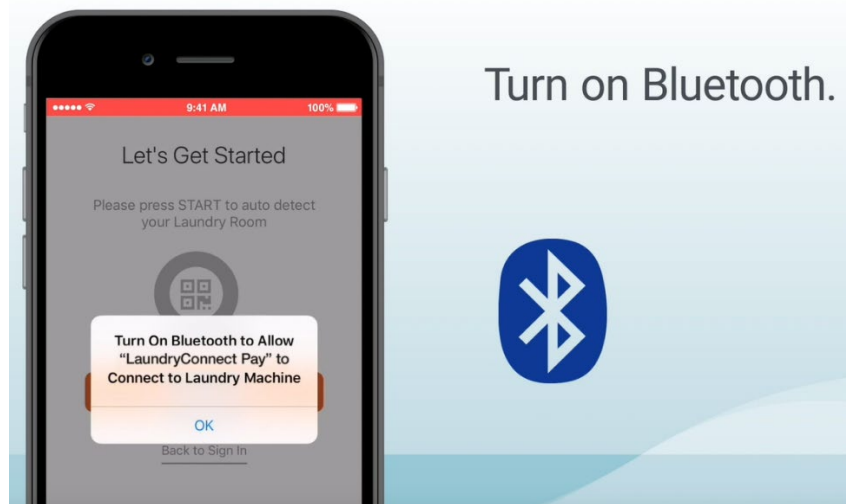 9:41 AM
100%
Let's Get Started
Please press START to auto detect
your Laundry Room
Turn On Bluetooth to Allow
“LaundryConnect Pay” to
Connect to Laundry Machine
OK
Back to Sign In
Turn on Bluetooth.